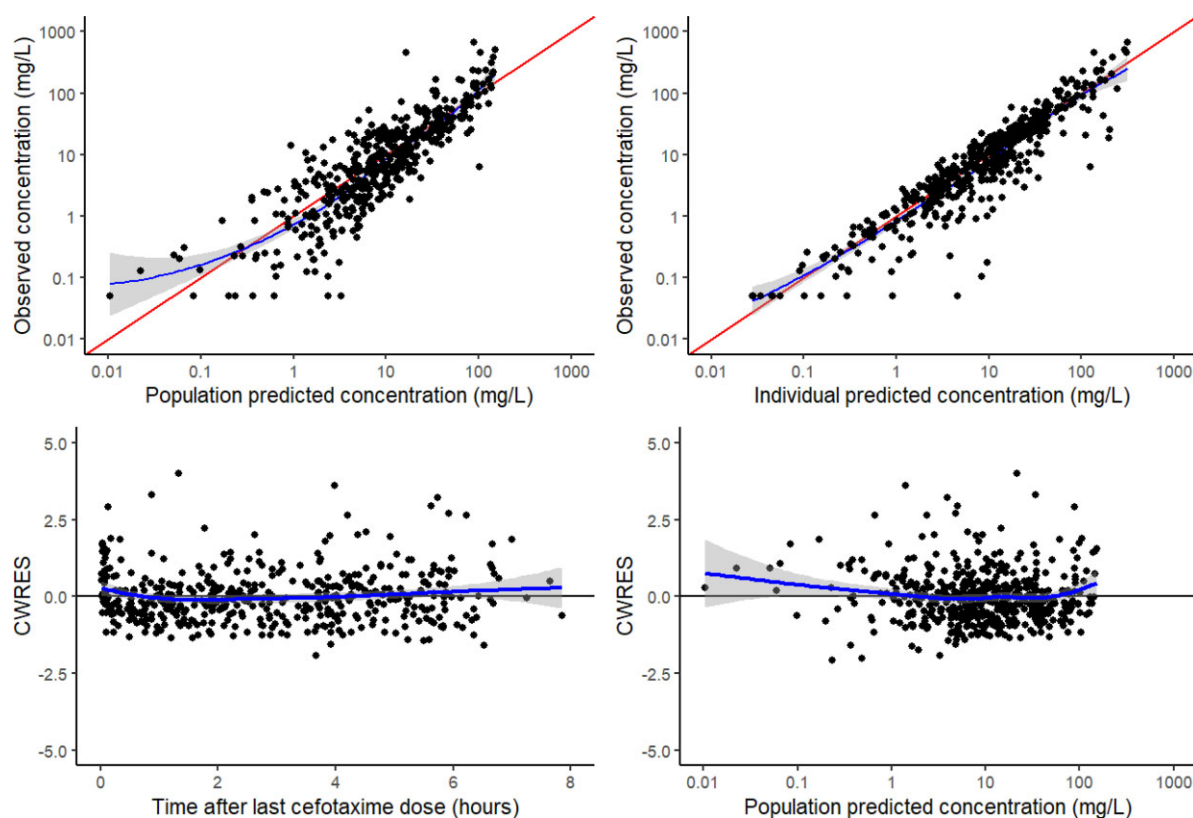 Observed concentration (mg/L)
1000
100
10
1
0.1
0.01
0.01 0.1 1 10 100 1000
Population predicted concentration (mg/L)
Observed concentration (mg/L)
1000
100
10
1
0.1
0.01
0.01 0.1 1 10 100 1000
Individual predicted concentration (mg/L)
CWRES
5.0
2.5
0.0
-2.5
-5.0
0 2 4 6 8
Time after last cefotaxime dose (hours)
CWRES
5.0
2.5
0.0
-2.5
-5.0
0.01 0.1 1 10 100 1000
Population predicted concentration (mg/L)